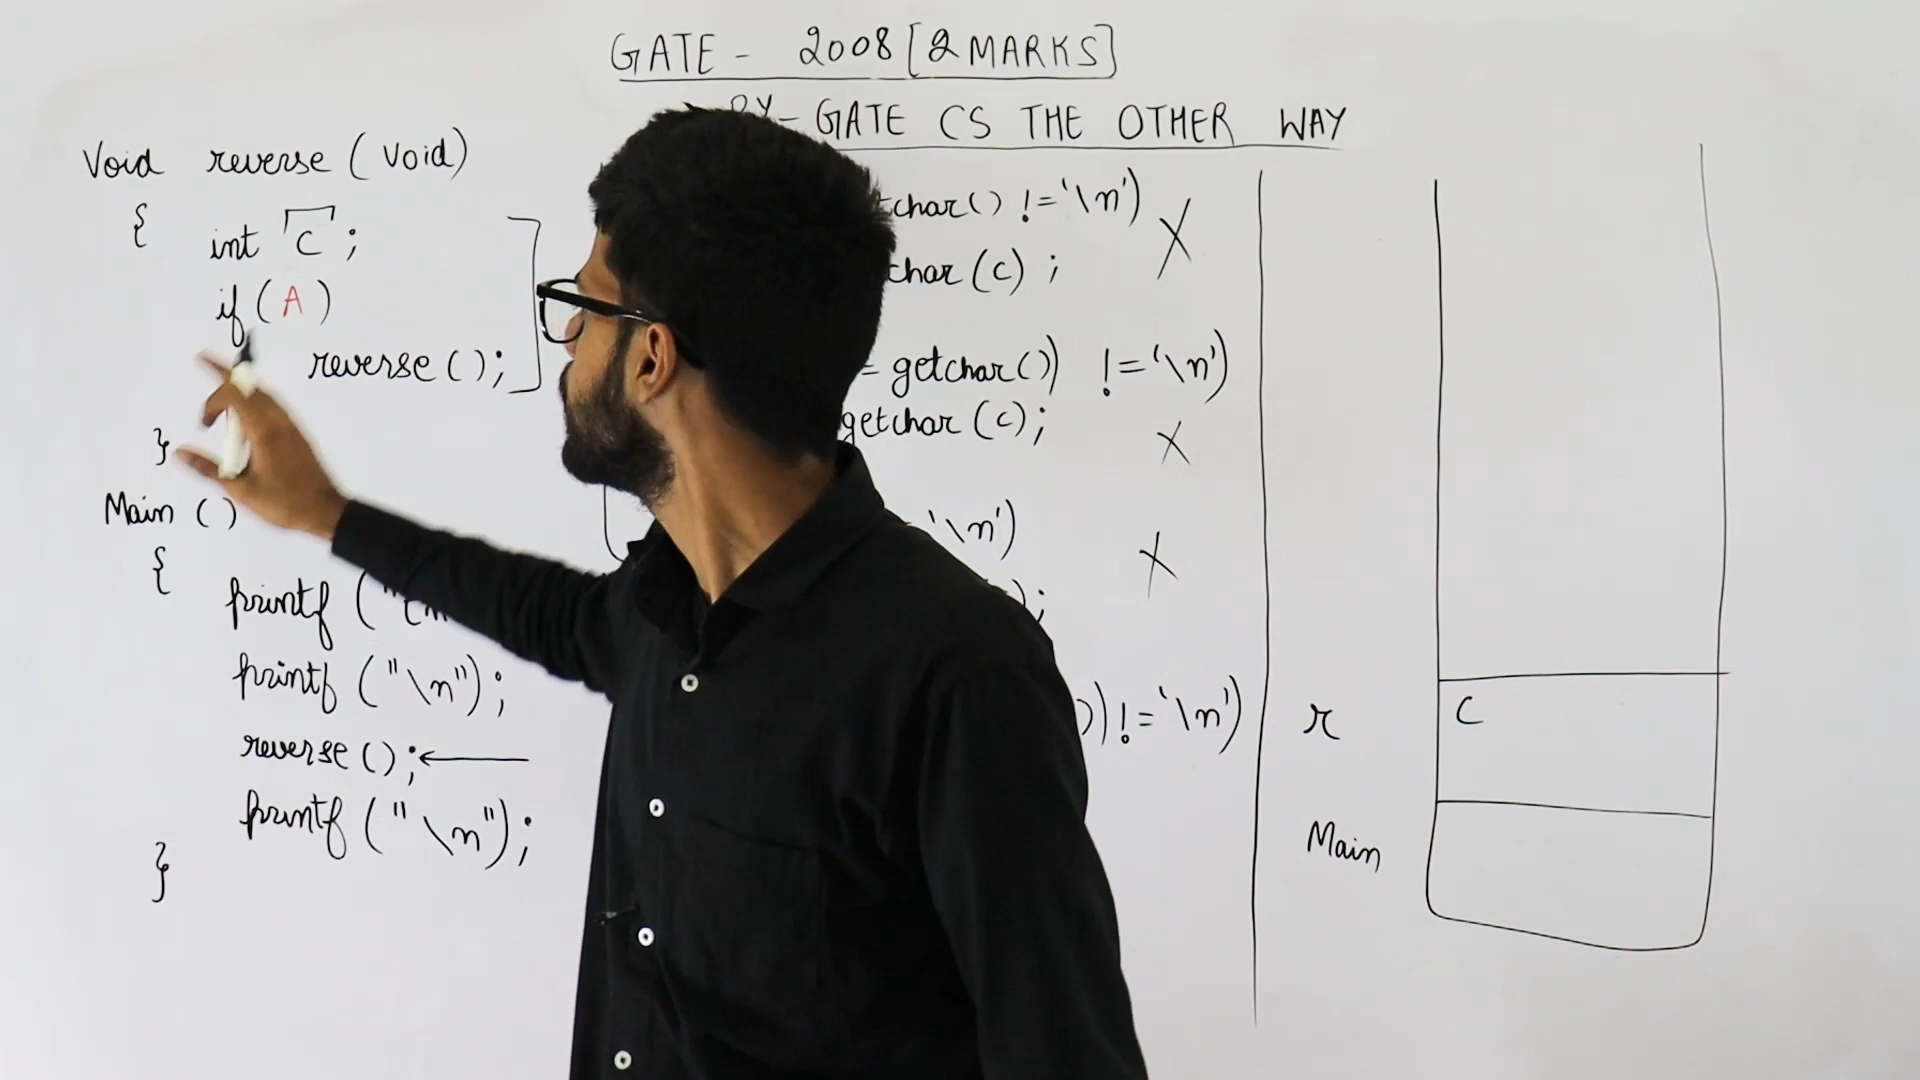 GATE - 2008 [2 MARKS]
BY - GATE CS THE OTHER WAY
Void reverse (Void)
{
int C ;
if ( A )
reverse ( ) ;
}
Main ( )
{
printf ("
printf ("\n") ;
reverse ( ) ;
printf ("\n") ;
}
tchar ( ) != '\n')
char (c) ;
X
= getchar ( ) ) != '\n')
getchar (c) ;
X
'\n')
) ;
X
) ) != '\n')
r
Main
C